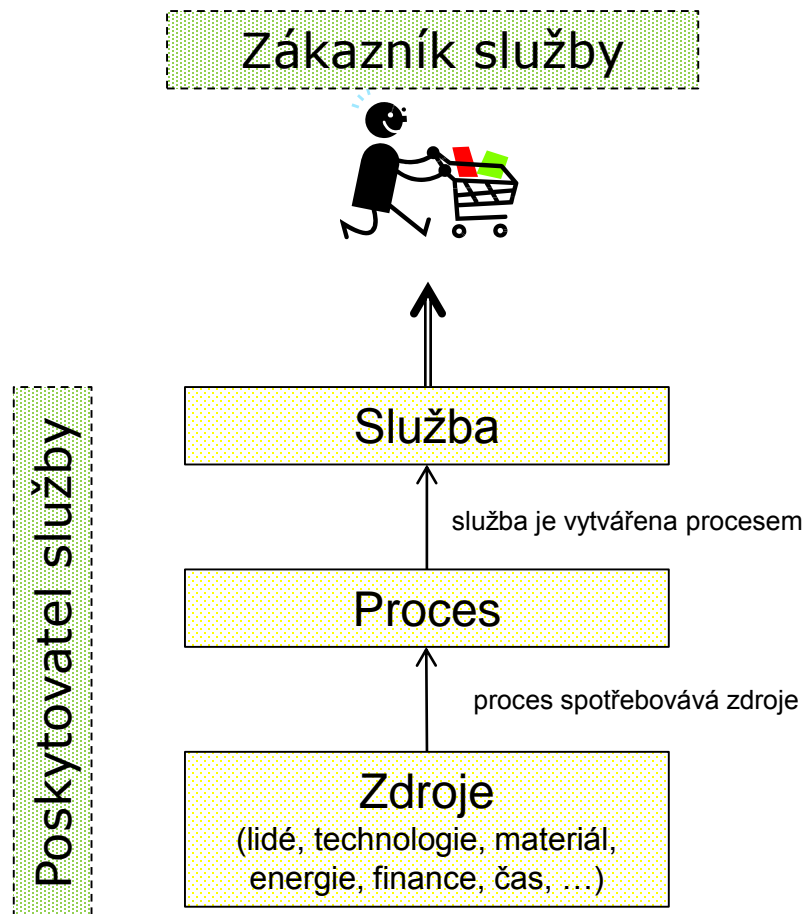 Zákazník služby
Poskytovatel služby
Služba
služba je vytvářena procesem
Proces
proces spotřebovává zdroje
Zdroje
(lidé, technologie, materiál,
energie, finance, čas, …)